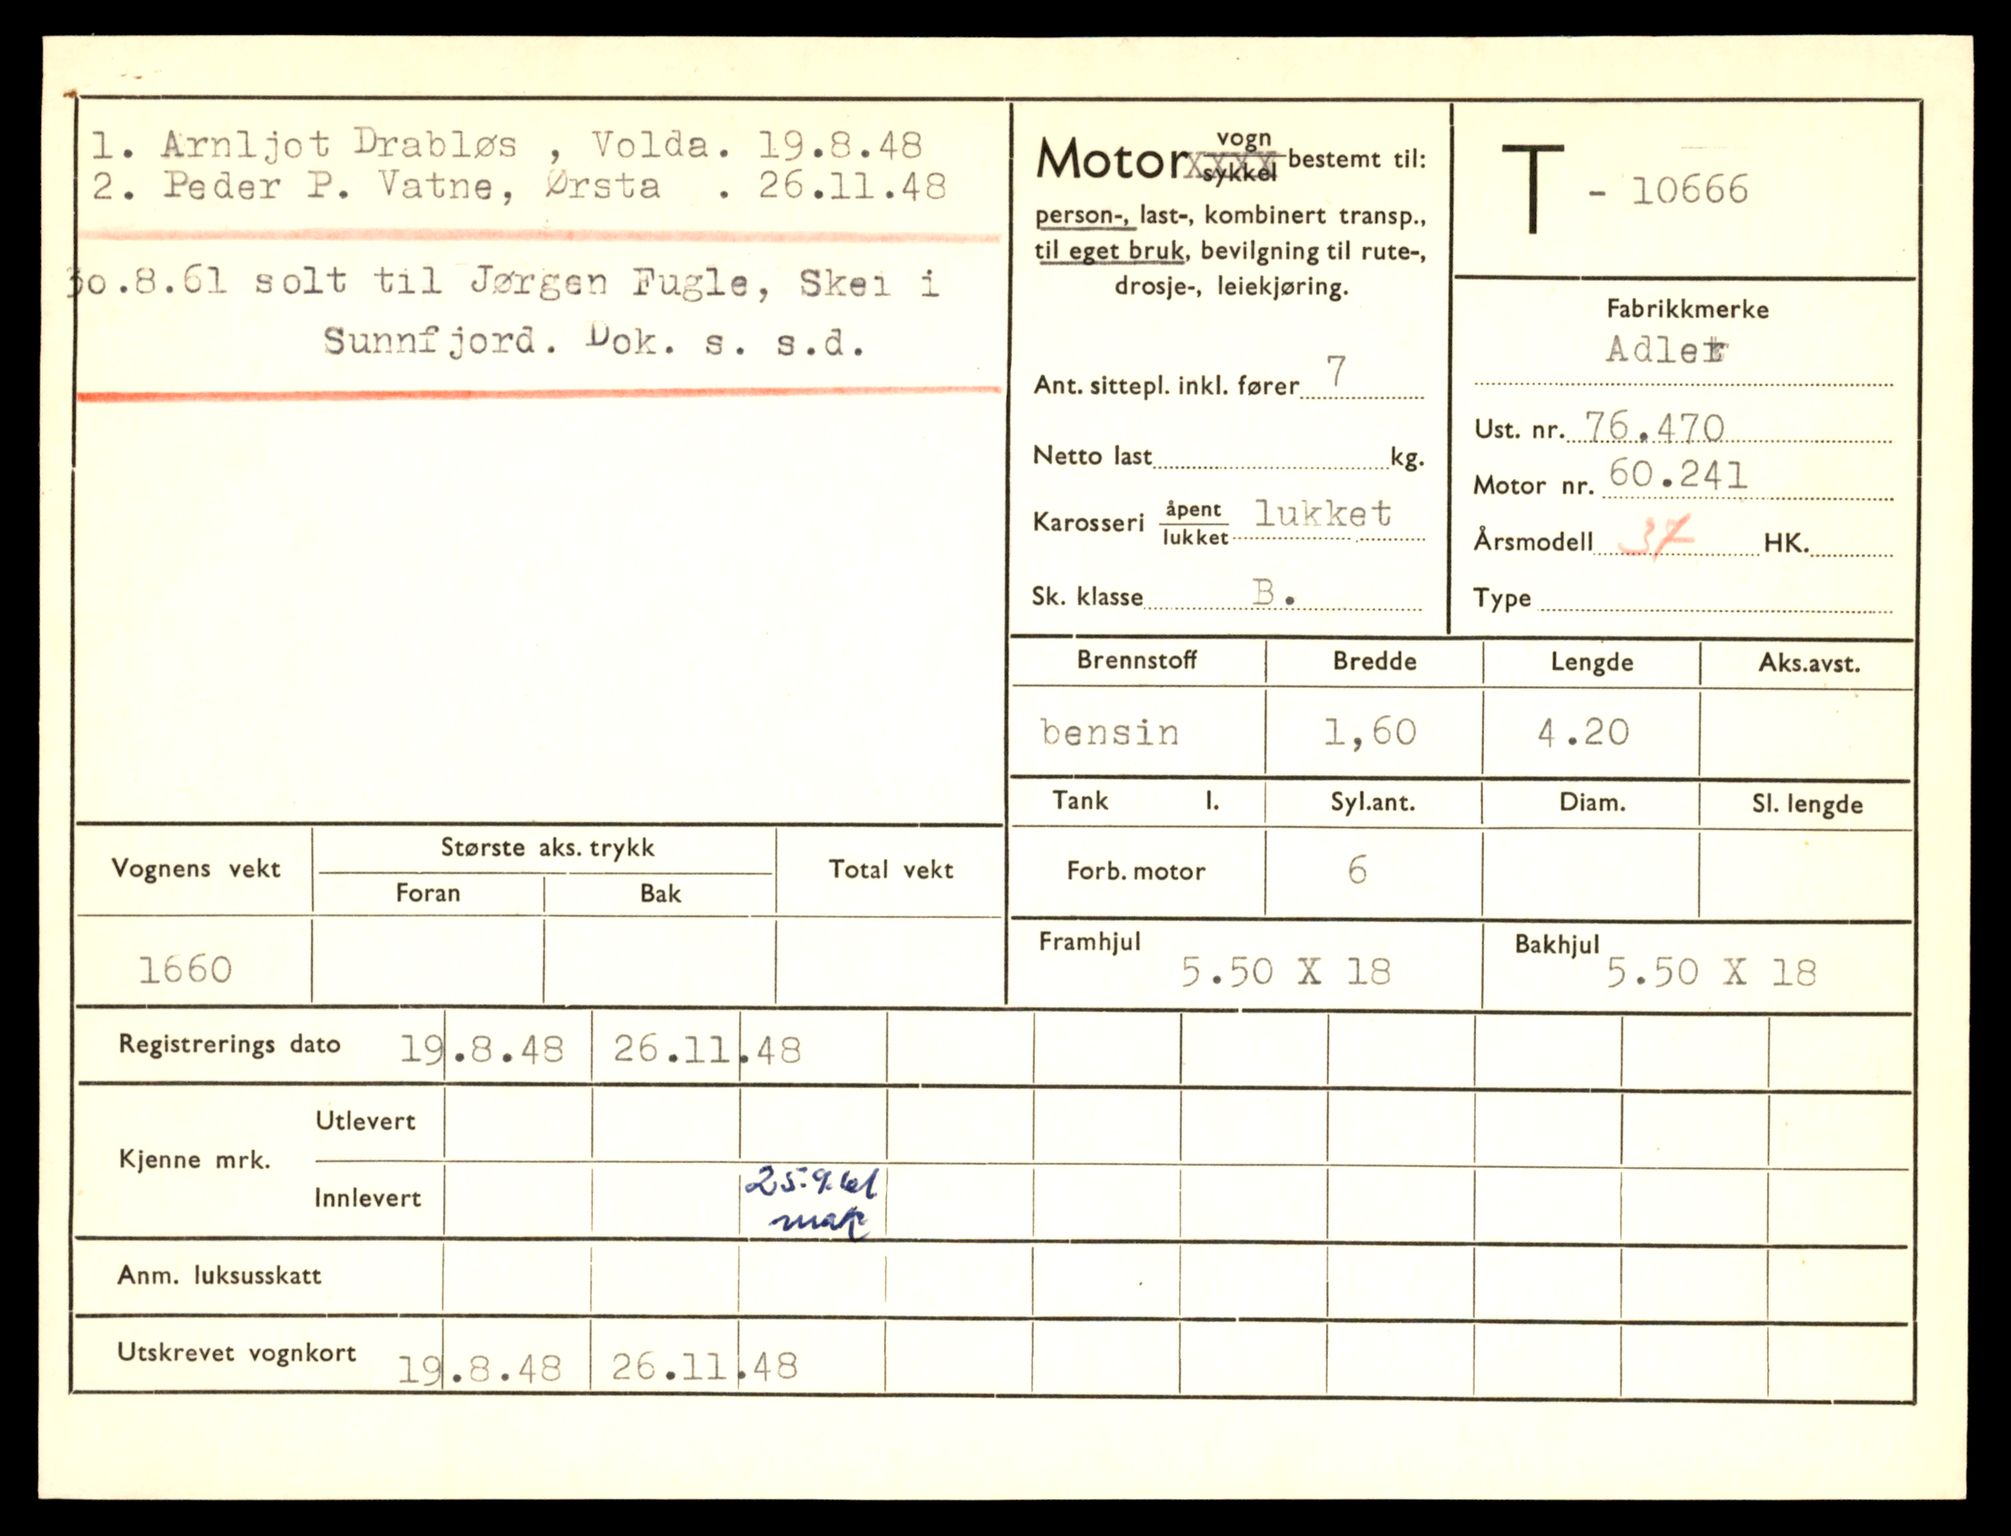 1. Arnljot Drabløs , Volda. 19.8.48
2. Peder P. Vatne, Ørsta . 26.11.48
30.8.61 solt til Jørgen Fugle, Skei i
Sunnfjord. Dok. s. s.d.
Motor vogn sykkel bestemt til:
person-, last-, kombinert transp.,
til eget bruk, bevilgning til rute-,
drosje-, leiekjøring.
Ant. sittepl. inkl. fører 7
Netto last kg.
Karosseri åpent lukket lukket
Sk. klasse B.
T - 10666
Fabrikkmerke
Adler
Ust. nr. 76.470
Motor nr. 60.241
Årsmodell 37 HK.
Type
Brennstoff Bredde Lengde Aks.avst.
bensin 1,60 4.20
Tank l. Syl.ant. Diam. Sl. lengde
Forb. motor 6
Framhjul 5.50 X 18 Bakhjul 5.50 X 18
Vognens vekt Største aks. trykk Total vekt
Foran Bak
1660
Registrerings dato 19.8.48 26.11.48
Kjenne mrk.
Utlevert
Innlevert 25.9.61
Anm. luksusskatt
Utskrevet vognkort 19.8.48 26.11.48